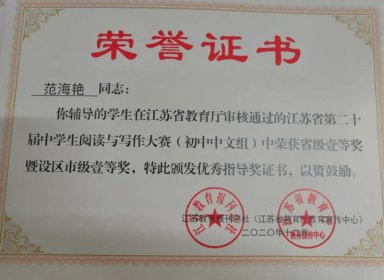 荣誉证书
范海艳 同志：
你辅导的学生在江苏省教育厅审核通过的江苏省第二十
届中学生阅读与写作大赛（初中中文组）中荣获省级壹等奖
暨设区市级壹等奖，特此颁发优秀指导奖证书，以资鼓励。
江苏教育报刊总社（江苏省教育厅教育宣传中心）
二〇二〇年十